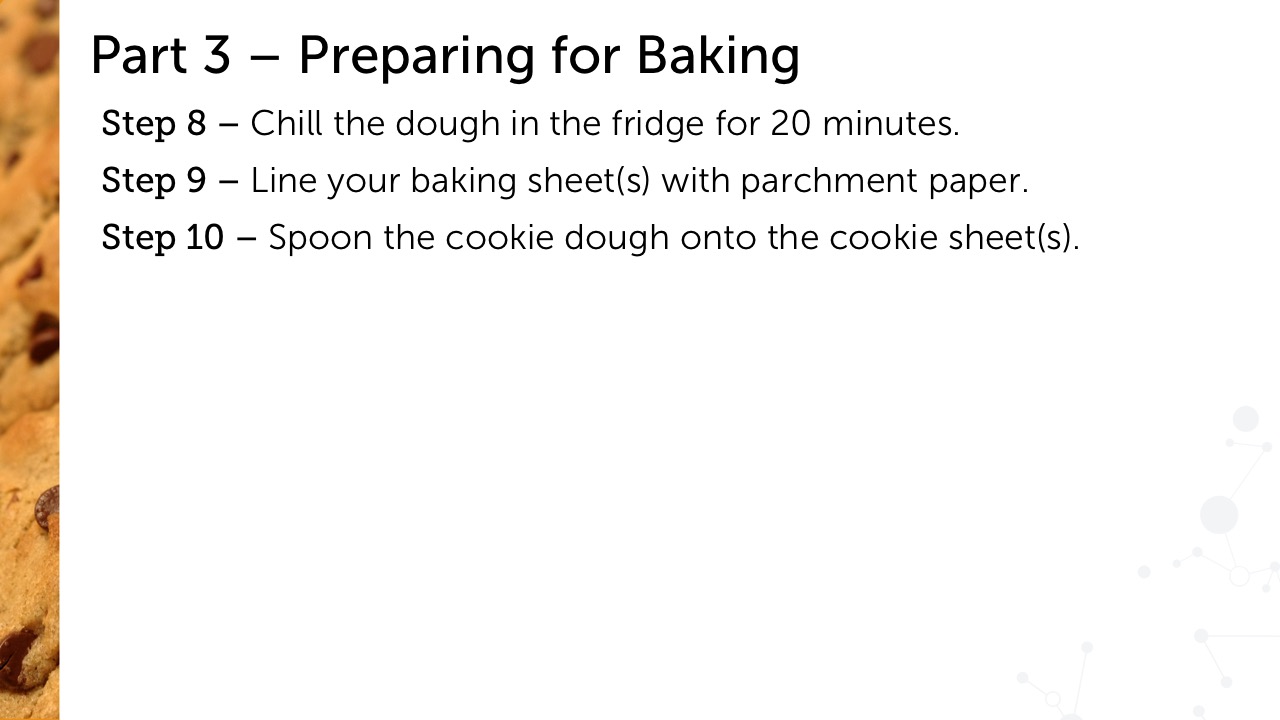 Part 3 – Preparing for Baking
Step 8 – Chill the dough in the fridge for 20 minutes.
Step 9 – Line your baking sheet(s) with parchment paper.
Step 10 – Spoon the cookie dough onto the cookie sheet(s).